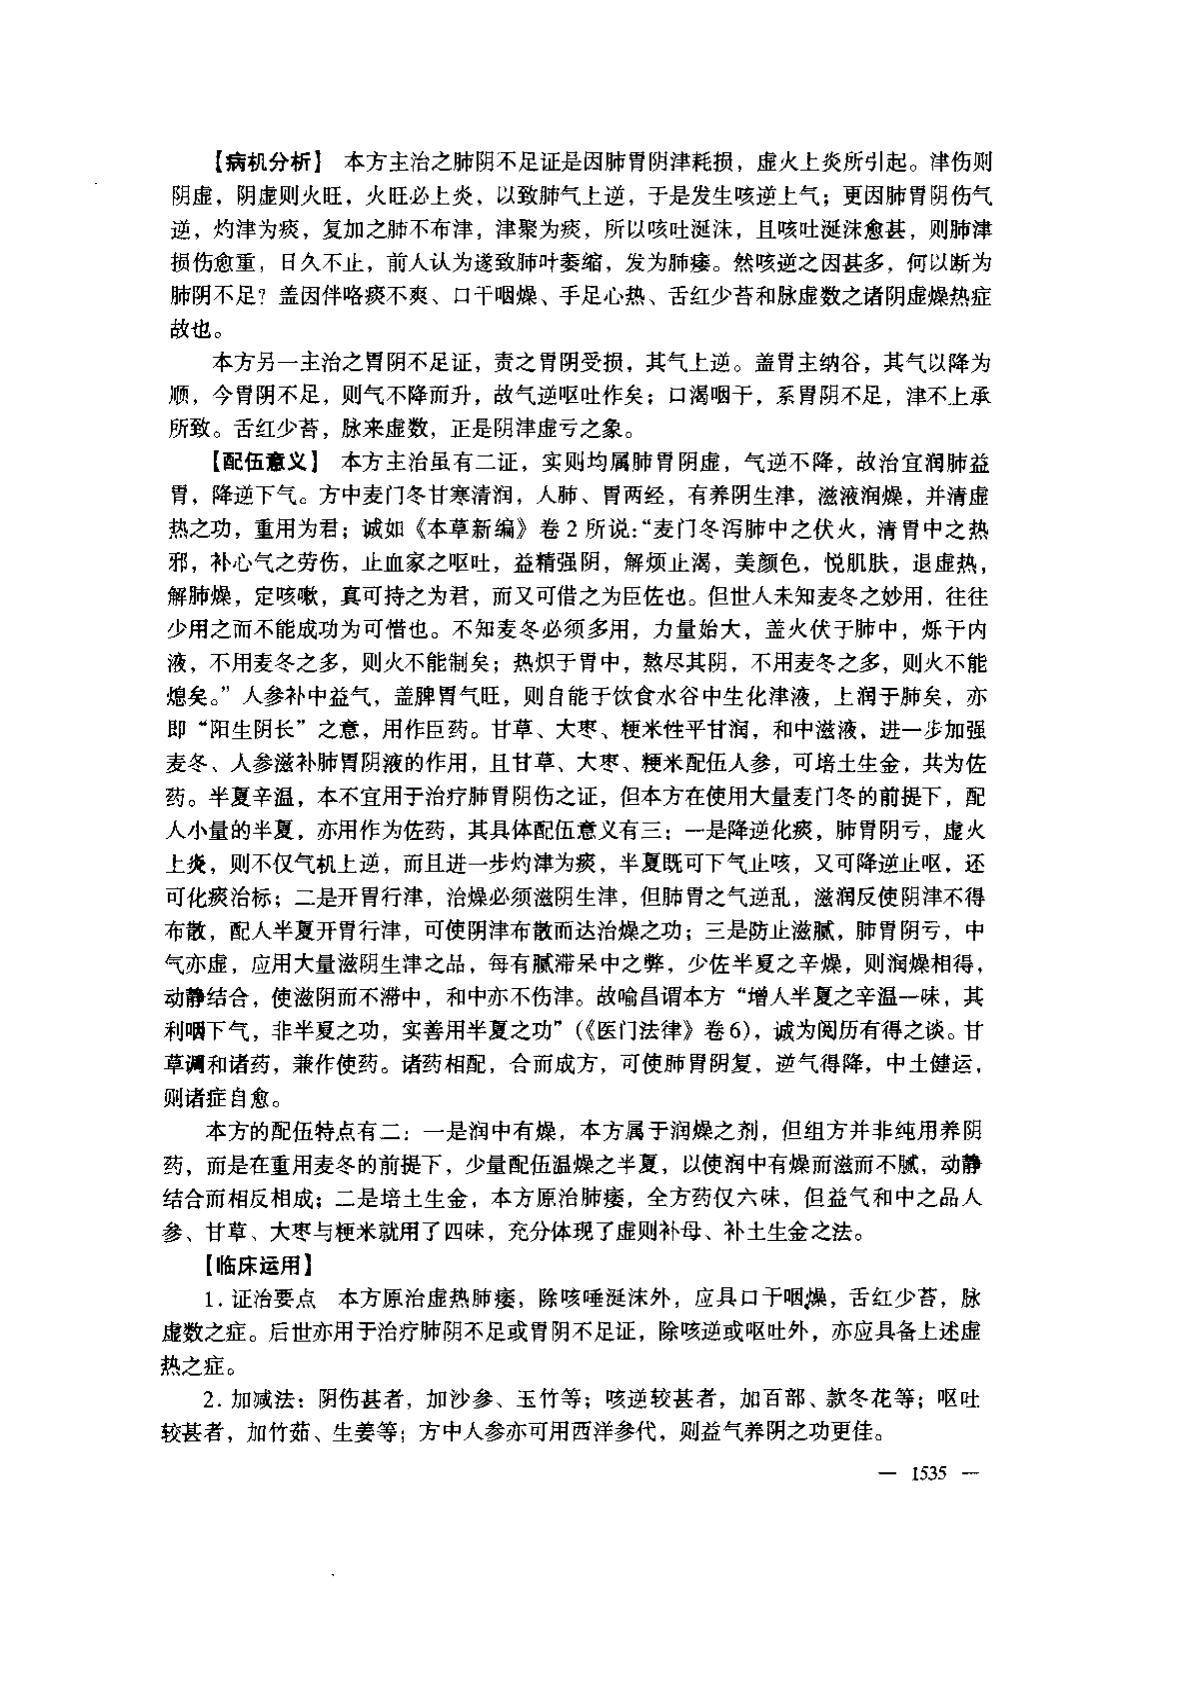 【病机分析】 本方主治之肺阴不足证是因肺胃阴津耗损，虚火上炎所引起。津伤则
阴虚，阴虚则火旺，火旺必上炎，以致肺气上逆，于是发生咳逆上气；更因肺胃阴伤气
逆，灼津为痰，复加之肺不布津，津聚为痰，所以咳吐涎沫，且咳吐涎沫愈甚，则肺津
损伤愈重，日久不止，前人认为遂致肺叶萎缩，发为肺痿。然咳逆之因甚多，何以断为
肺阴不足？盖因伴咯痰不爽、口干咽燥、手足心热、舌红少苔和脉虚数之诸阴虚燥热症
故也。
本方另一主治之胃阴不足证，责之胃阴受损，其气上逆。盖胃主纳谷，其气以降为
顺，今胃阴不足，则气不降而升，故气逆呕吐作矣；口渴咽干，系胃阴不足，津不上承
所致。舌红少苔，脉来虚数，正是阴津虚亏之象。
【配伍意义】 本方主治虽有二证，实则均属肺胃阴虚，气逆不降，故治宜润肺益
胃，降逆下气。方中麦门冬甘寒清润，人肺、胃两经，有养阴生津，滋液润燥，并清虚
热之功，重用为君；诚如《本草新编》卷2所说：“麦门冬泻肺中之伏火，清胃中之热
邪，补心气之劳伤，止血家之呕吐，益精强阴，解烦止渴，美颜色，悦肌肤，退虚热，
解肺燥，定咳嗽，真可持之为君，而又可借之为臣佐也。但世人未知麦冬之妙用，往往
少用之而不能成功为可惜也。不知麦冬必须多用，力量始大，盖火伏于肺中，烁干内
液，不用麦冬之多，则火不能制矣；热炽于胃中，熬尽其阴，不用麦冬之多，则火不能
熄矣。”人参补中益气，盖脾胃气旺，则自能于饮食水谷中生化津液，上润于肺矣，亦
即“阳生阴长”之意，用作臣药。甘草、大枣、粳米性平甘润，和中滋液，进一步加强
麦冬、人参滋补肺胃阴液的作用，且甘草、大枣、粳米配伍人参，可培土生金，共为佐
药。半夏辛温，本不宜用于治疗肺胃阴伤之证，但本方在使用大量麦门冬的前提下，配
人小量的半夏，亦用作为佐药，其具体配伍意义有三：一是降逆化痰，肺胃阴亏，虚火
上炎，则不仅气机上逆，而且进一步灼津为痰，半夏既可下气止咳，又可降逆止呕，还
可化痰治标；二是开胃行津，治燥必须滋阴生津，但肺胃之气逆乱，滋润反使阴津不得
布散，配人半夏开胃行津，可使阴津布散而达治燥之功；三是防止滋腻，肺胃阴亏，中
气亦虚，应用大量滋阴生津之品，每有腻滞呆中之弊，少佐半夏之辛燥，则润燥相得，
动静结合，使滋阴而不滞中，和中亦不伤津。故喻昌谓本方“增人半夏之辛温一味，其
利咽下气，非半夏之功，实善用半夏之功”（《医门法律》卷6），诚为阅历有得之谈。甘
草调和诸药，兼作使药。诸药相配，合而成方，可使肺胃阴复，逆气得降，中土健运，
则诸症自愈。
本方的配伍特点有二：一是润中有燥，本方属于润燥之剂，但组方并非纯用养阴
药，而是在重用麦冬的前提下，少量配伍温燥之半夏，以使润中有燥而滋而不腻，动静
结合而相反相成；二是培土生金，本方原治肺痿，全方药仅六味，但益气和中之品人
参、甘草、大枣与粳米就用了四味，充分体现了虚则补母、补土生金之法。
【临床运用】
1. 证治要点 本方原治虚热肺痿，除咳唾涎沫外，应具口干咽燥，舌红少苔，脉
虚数之症。后世亦用于治疗肺阴不足或胃阴不足证，除咳逆或呕吐外，亦应具备上述虚
热之症。
2. 加减法：阴伤甚者，加沙参、玉竹等；咳逆较甚者，加百部、款冬花等；呕吐
较甚者，加竹茹、生姜等；方中人参亦可用西洋参代，则益气养阴之功更佳。
— 1535 —